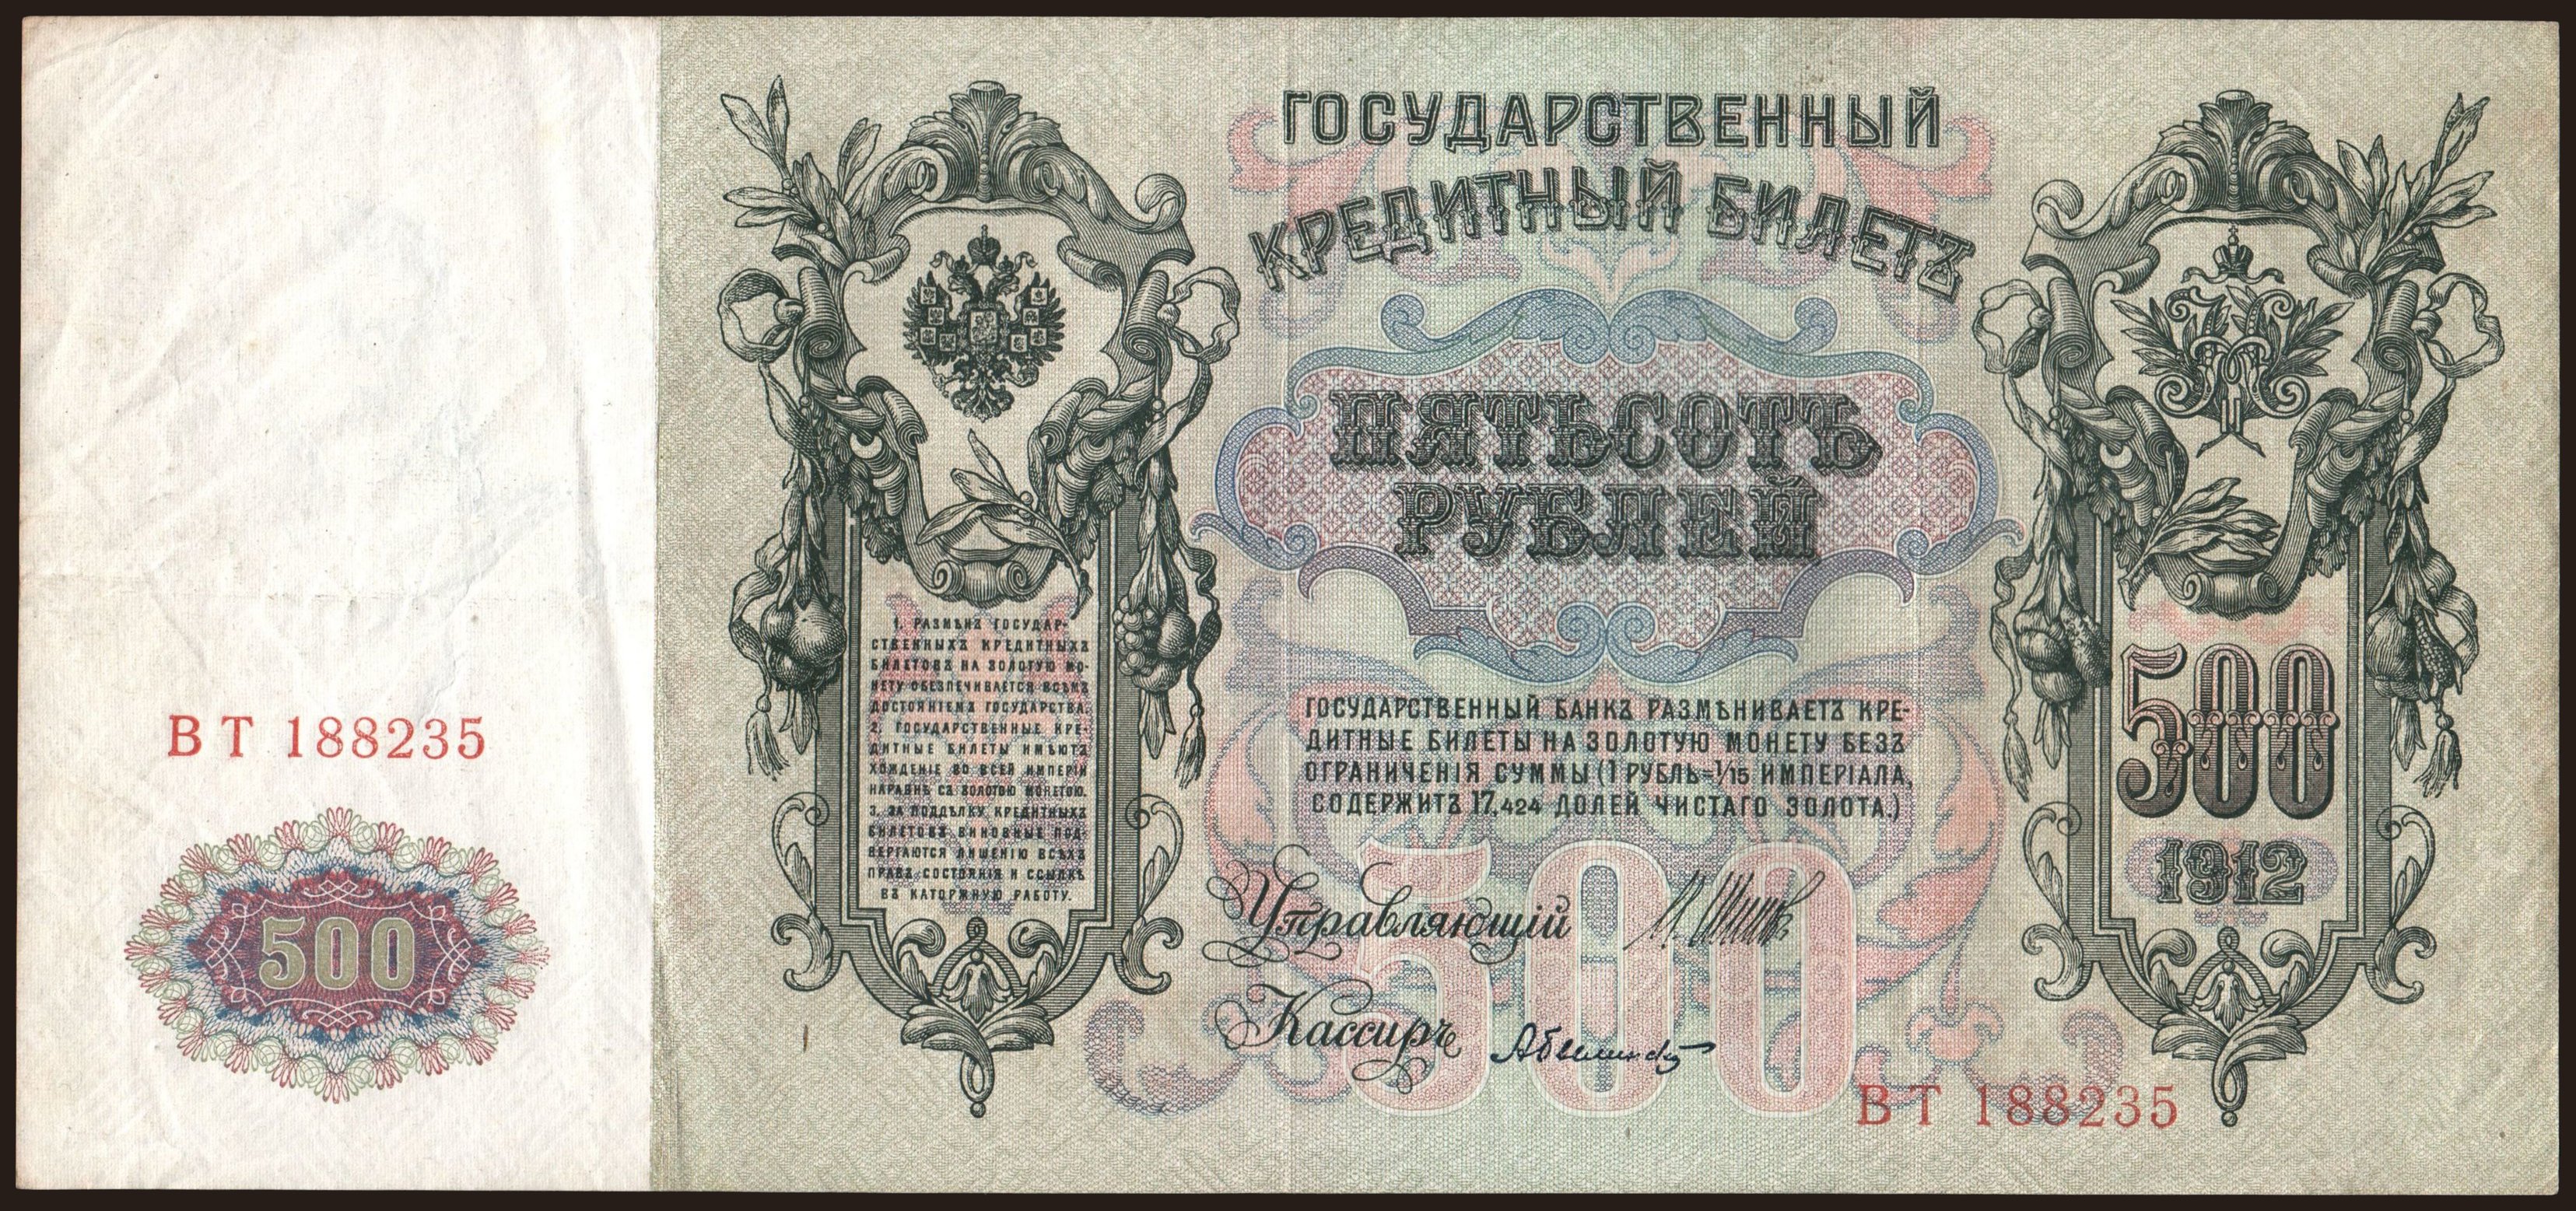 ГОСУДАРСТВЕННЫЙ
КРЕДИТНЫЙ БИЛЕТЪ
ПЯТЬСОТЪ
РУБЛЕЙ
1. РАЗМѢНЪ ГОСУДАР-
СТВЕННЫХЪ КРЕДИТНЫХЪ
БИЛЕТОВЪ НА ЗОЛОТУЮ МО-
НЕТУ ОБЕЗПЕЧИВАЕТСЯ ВСѢМЪ
ДОСТОЯНІЕМЪ ГОСУДАРСТВА.
2. ГОСУДАРСТВЕННЫЕ КРЕ-
ДИТНЫЕ БИЛЕТЫ ИМѢЮТЪ
ХОЖДЕНІЕ ВО ВСЕЙ ИМПЕРІИ
НАРАВНѢ СЪ ЗОЛОТОЮ МОНЕТОЮ.
3. ЗА ПОДДѢЛКУ КРЕДИТНЫХЪ
БИЛЕТОВЪ ВИНОВНЫЕ ПОД-
ВЕРГАЮТСЯ ЛИШЕНІЮ ВСѢХЪ
ПРАВЪ СОСТОЯНІЯ И ССЫЛКѢ
ВЪ КАТОРЖНУЮ РАБОТУ.
ГОСУДАРСТВЕННЫЙ БАНКЪ РАЗМѢНИВАЕТЪ КРЕ-
ДИТНЫЕ БИЛЕТЫ НА ЗОЛОТУЮ МОНЕТУ БЕЗЪ
ОГРАНИЧЕНІЯ СУММЫ (1 РУБЛЬ=1/15 ИМПЕРІАЛА,
СОДЕРЖИТЪ 17,424 ДОЛЕЙ ЧИСТАГО ЗОЛОТА.)
500
1912
ВТ 188235
500
Управляющій
Кассиръ
500
ВТ 188235